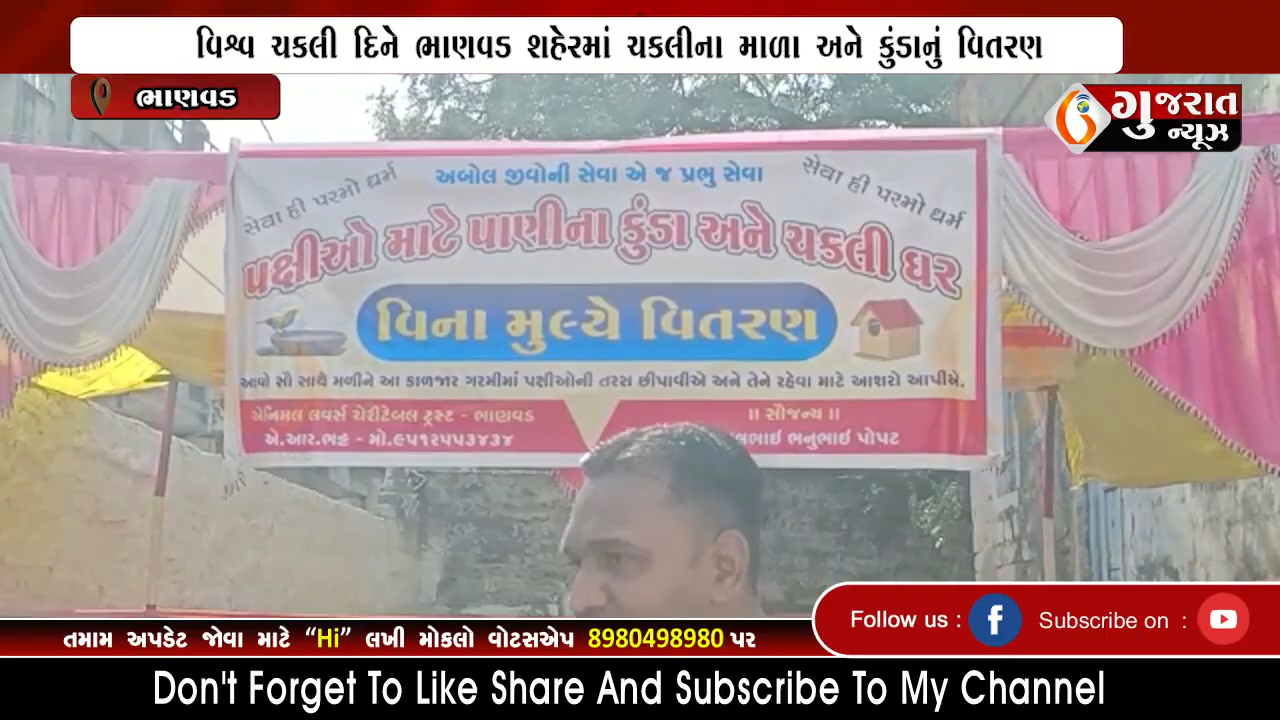 વિશ્વ ચકલી દિને ભાણવડ શહેરમાં ચકલીના માળા અને કુંડાનું વિતરણ
ભાણવડ
ગુજરાત
ન્યૂઝ
સેવા હી પરમો ધર્મ
અબોલ જીવોની સેવા એ જ પ્રભુ સેવા
સેવા હી પરમો ધર્મ
પક્ષીઓ માટે પાણીના કુંડા અને ચકલી ઘર
વિના મુલ્યે વિતરણ
આવો સૌ સાથે મળીને આ કાળજાર ગરમીમાં પક્ષીઓની તરસ છીપાવીએ અને તેને રહેવા માટે આશરો આપીએ.
એનિમલ લવર્સ ચેરીટેબલ ટ્રસ્ટ - ભાણવડ
એ.આર.ભટ્ટ - મો.૯૫૧૨૫૫૩૪૩૪
॥ સૌજન્ય ॥
ભનુભાઈ પોપટ
Follow us :
Subscribe on :
તમામ અપડેટ જોવા માટે “Hi” લખી મોકલો વોટસએપ 8980498980 પર
Don't Forget To Like Share And Subscribe To My Channel